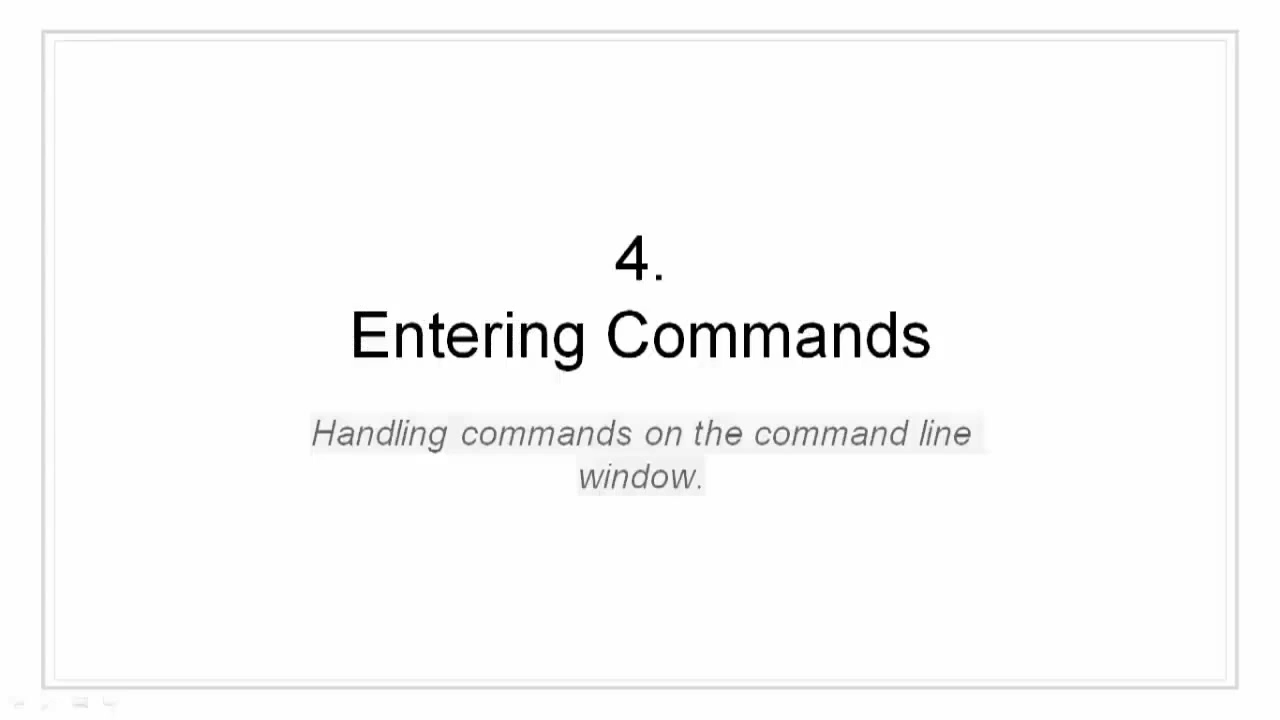 4.
Entering Commands
Handling commands on the command line
window.